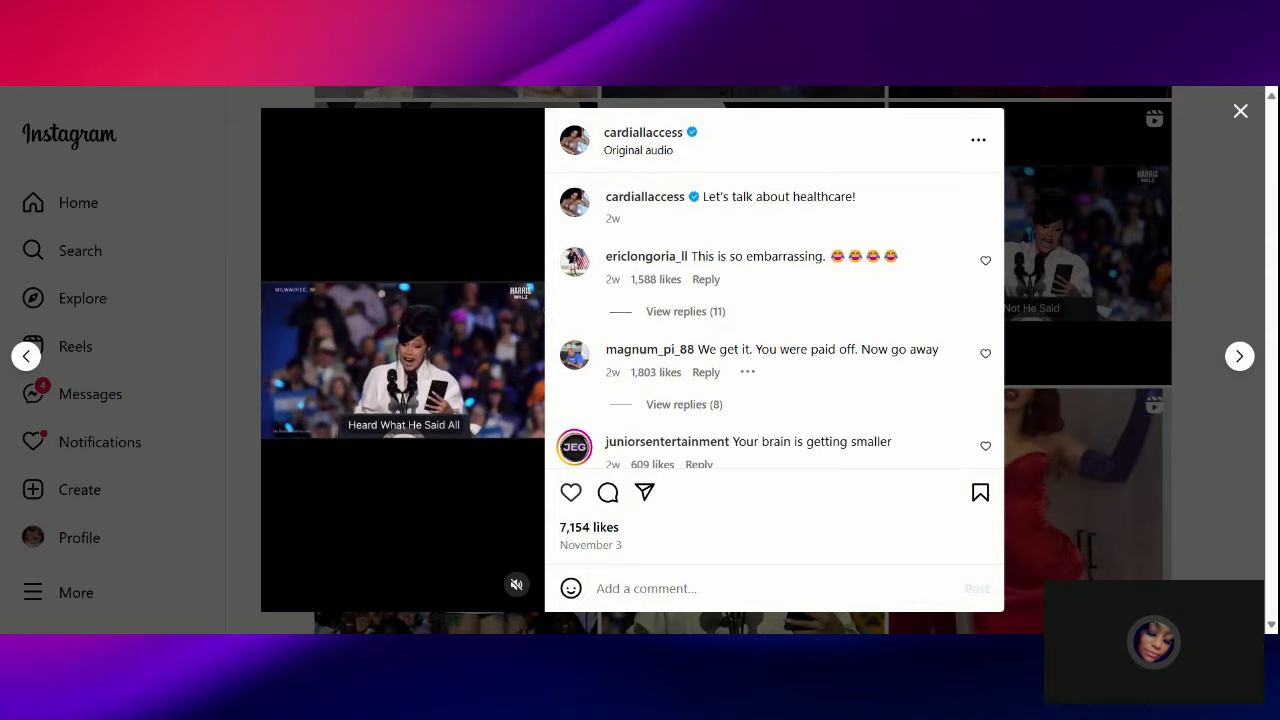 Instagram
Home
Search
Explore
Reels
4
Messages
Notifications
Create
Profile
More
MILWAUKEE, WI
HARRIS
WALZ
Heard What He Said All
cardiallaccess
Original audio
cardiallaccess Let's talk about healthcare!
2w
ericlongoria_ll This is so embarrassing. 😂 😂 😂 😂
2w 1,588 likes Reply
View replies (11)
magnum_pi_88 We get it. You were paid off. Now go away
2w 1,803 likes Reply
View replies (8)
JEG
juniorsentertainment Your brain is getting smaller
2w 609 likes Reply
7,154 likes
November 3
Add a comment...
Post
HARRIS
WALZ
Not He Said